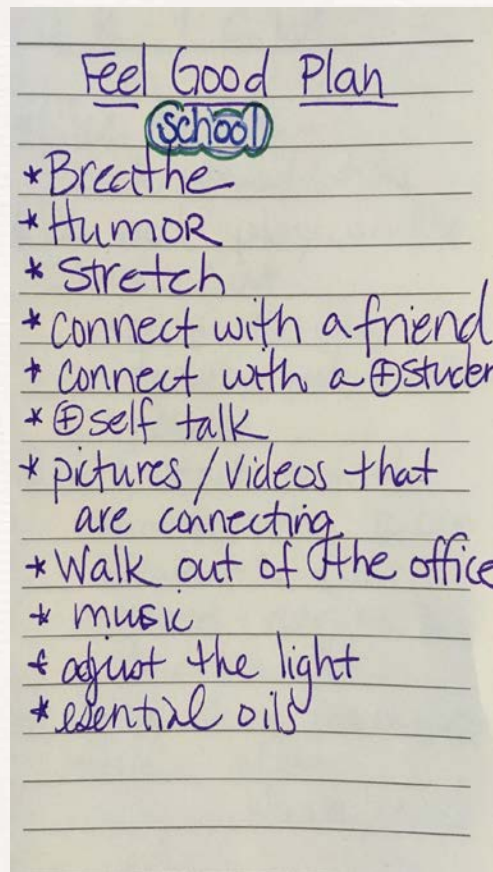 Feel Good Plan
school
* Breathe
* Humor
* Stretch
* connect with a friend
* connect with a ⊕ studen
* ⊕ self talk
* pictures / videos that
are connecting
* Walk out of the office
* music
* adjust the light
* esential oils